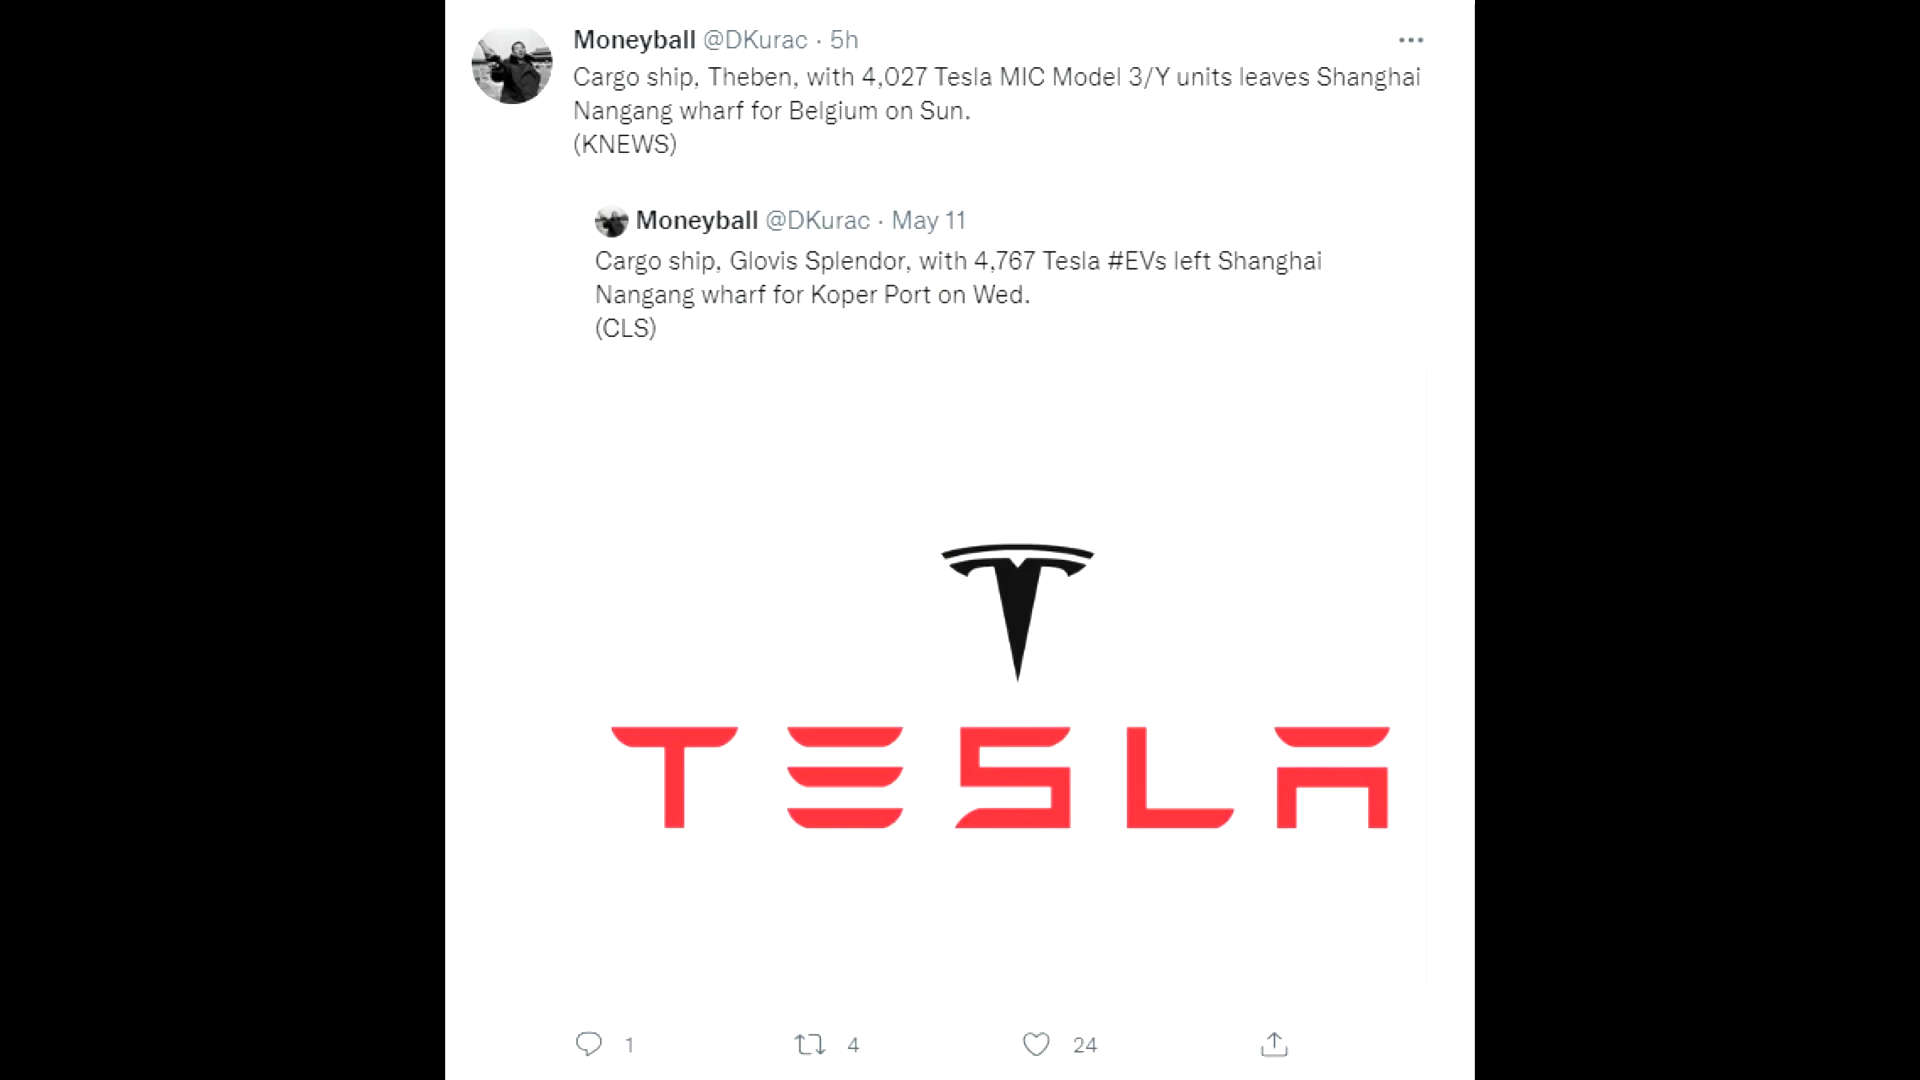 Moneyball @DKurac · 5h
Cargo ship, Theben, with 4,027 Tesla MIC Model 3/Y units leaves Shanghai
Nangang wharf for Belgium on Sun.
(KNEWS)
Moneyball @DKurac · May 11
Cargo ship, Glovis Splendor, with 4,767 Tesla #EVs left Shanghai
Nangang wharf for Koper Port on Wed.
(CLS)
TESLA
1 4 24